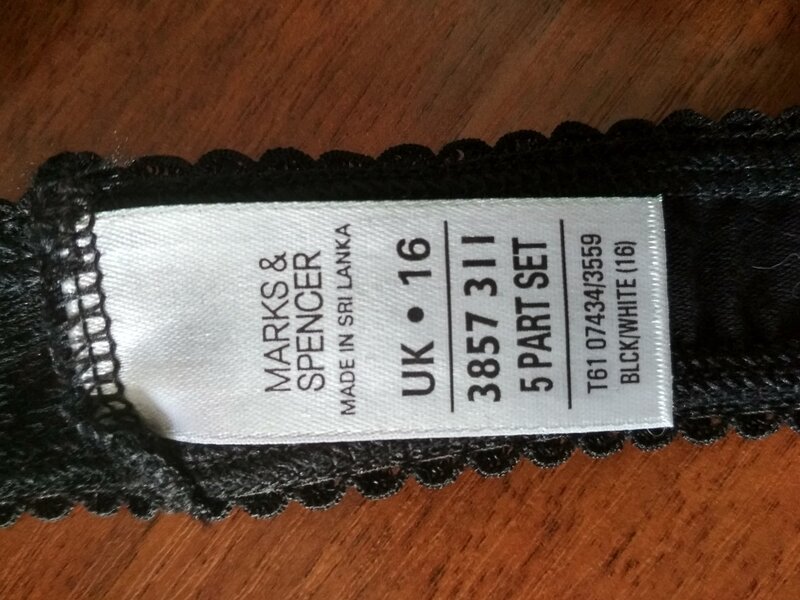 MARKS &
SPENCER
MADE IN SRI LANKA
UK • 16
3857 311
5 PART SET
T61 07434/3559
BLCK/WHITE (16)